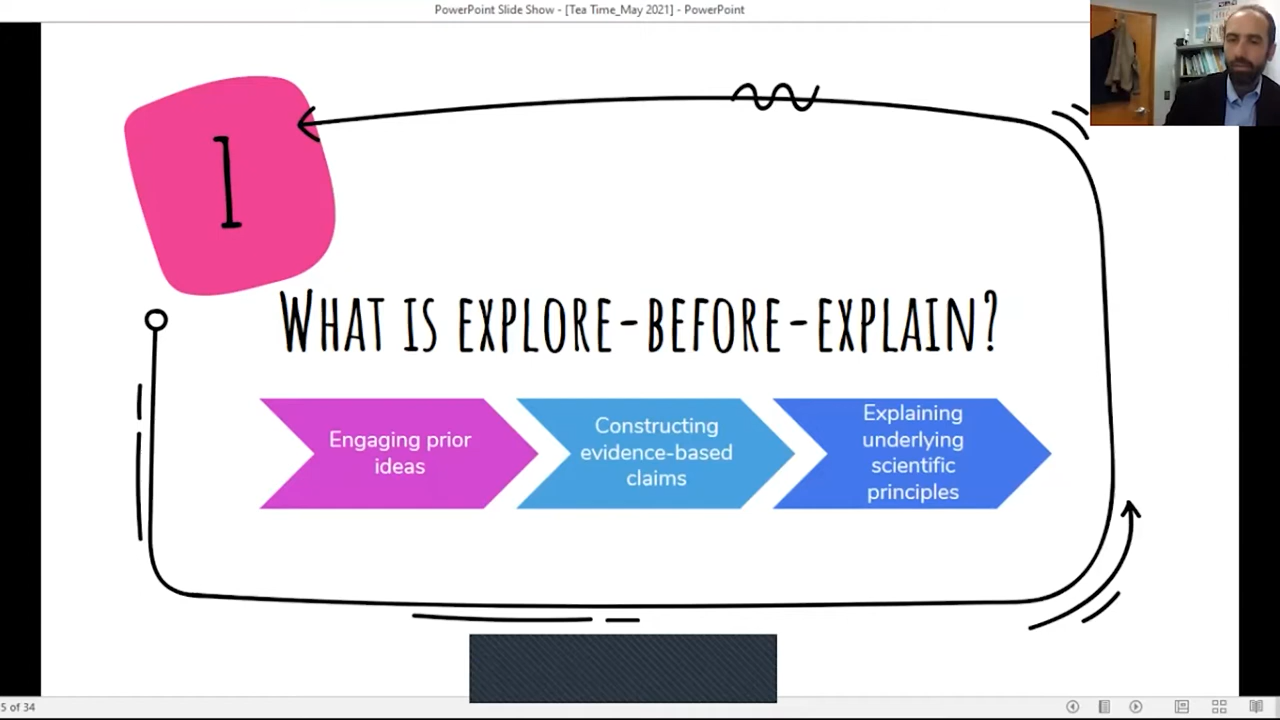 PowerPoint Slide Show - [Tea Time_May 2021] - PowerPoint
1
What is explore-before-explain?
Engaging prior
ideas
Constructing
evidence-based
claims
Explaining
underlying
scientific
principles
5 of 34